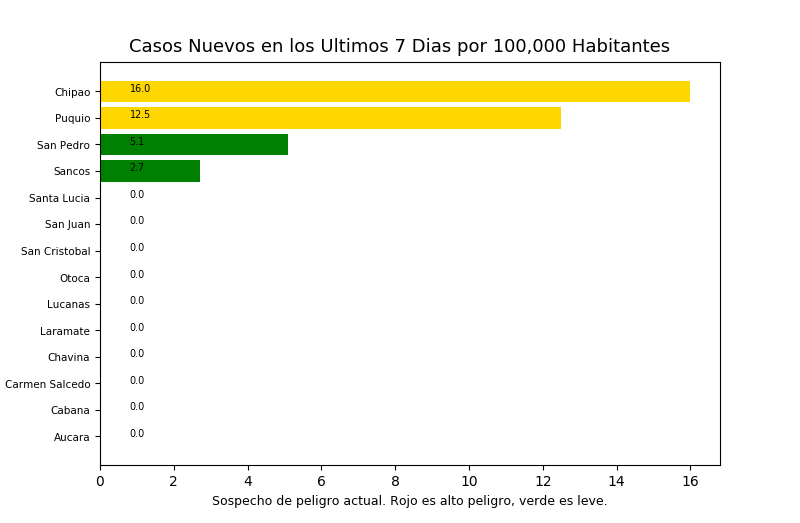 Casos Nuevos en los Ultimos 7 Dias por 100,000 Habitantes
Chipao 16.0
Puquio 12.5
San Pedro 5.1
Sancos 2.7
Santa Lucia 0.0
San Juan 0.0
San Cristobal 0.0
Otoca 0.0
Lucanas 0.0
Laramate 0.0
Chavina 0.0
Carmen Salcedo 0.0
Cabana 0.0
Aucara 0.0
0 2 4 6 8 10 12 14 16
Sospecho de peligro actual. Rojo es alto peligro, verde es leve.